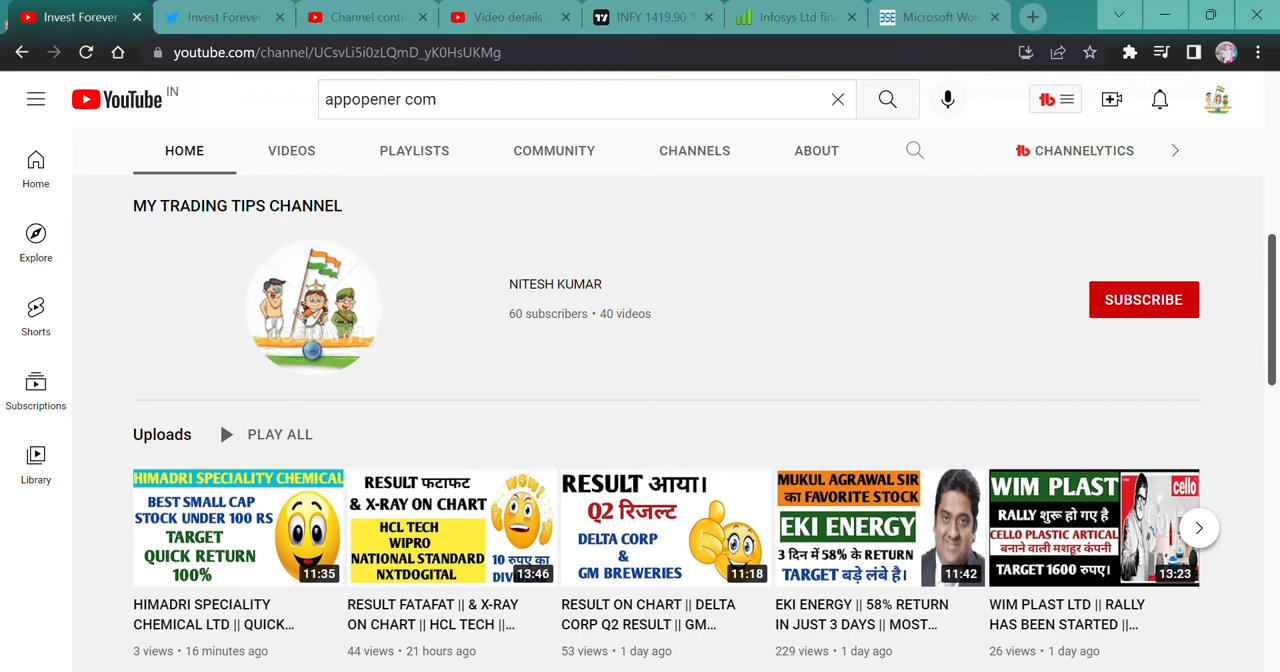 Invest Forever
Invest Forever
Channel conte
Video details
INFY 1419.90
Infosys Ltd fina
BSE
Microsoft Wor
youtube.com/channel/UCsvLi5i0zLQmD_yK0HsUKMg
YouTube IN
appopener com
HOME
VIDEOS
PLAYLISTS
COMMUNITY
CHANNELS
ABOUT
CHANNELYTICS
Home
Explore
Shorts
Subscriptions
Library
MY TRADING TIPS CHANNEL
NITESH KUMAR
60 subscribers • 40 videos
SUBSCRIBE
Uploads
PLAY ALL
HIMADRI SPECIALITY CHEMICAL
BEST SMALL CAP
STOCK UNDER 100 RS
TARGET
QUICK RETURN
100%
11:35
RESULT फटाफट
& X-RAY ON CHART
HCL TECH
WIPRO
NATIONAL STANDARD
NXTDOGITAL
WOW!
10 रुपए का
13:46
RESULT आया।
Q2 रिजल्ट
DELTA CORP
&
GM BREWERIES
11:18
MUKUL AGRAWAL SIR
का FAVORITE STOCK
EKI ENERGY
3 दिन में 58% के RETURN
TARGET बड़े लंबे है।
11:42
WIM PLAST
RALLY शुरू हो गए है
CELLO PLASTIC ARTICAL
बनाने वाली मशहूर कंपनी
TARGET 1600 रुपए।
cello
13:23
HIMADRI SPECIALITY
CHEMICAL LTD || QUICK...
3 views • 16 minutes ago
RESULT FATAFAT || & X-RAY
ON CHART || HCL TECH ||...
44 views • 21 hours ago
RESULT ON CHART || DELTA
CORP Q2 RESULT || GM...
53 views • 1 day ago
EKI ENERGY || 58% RETURN
IN JUST 3 DAYS || MOST...
229 views • 1 day ago
WIM PLAST LTD || RALLY
HAS BEEN STARTED ||...
26 views • 1 day ago